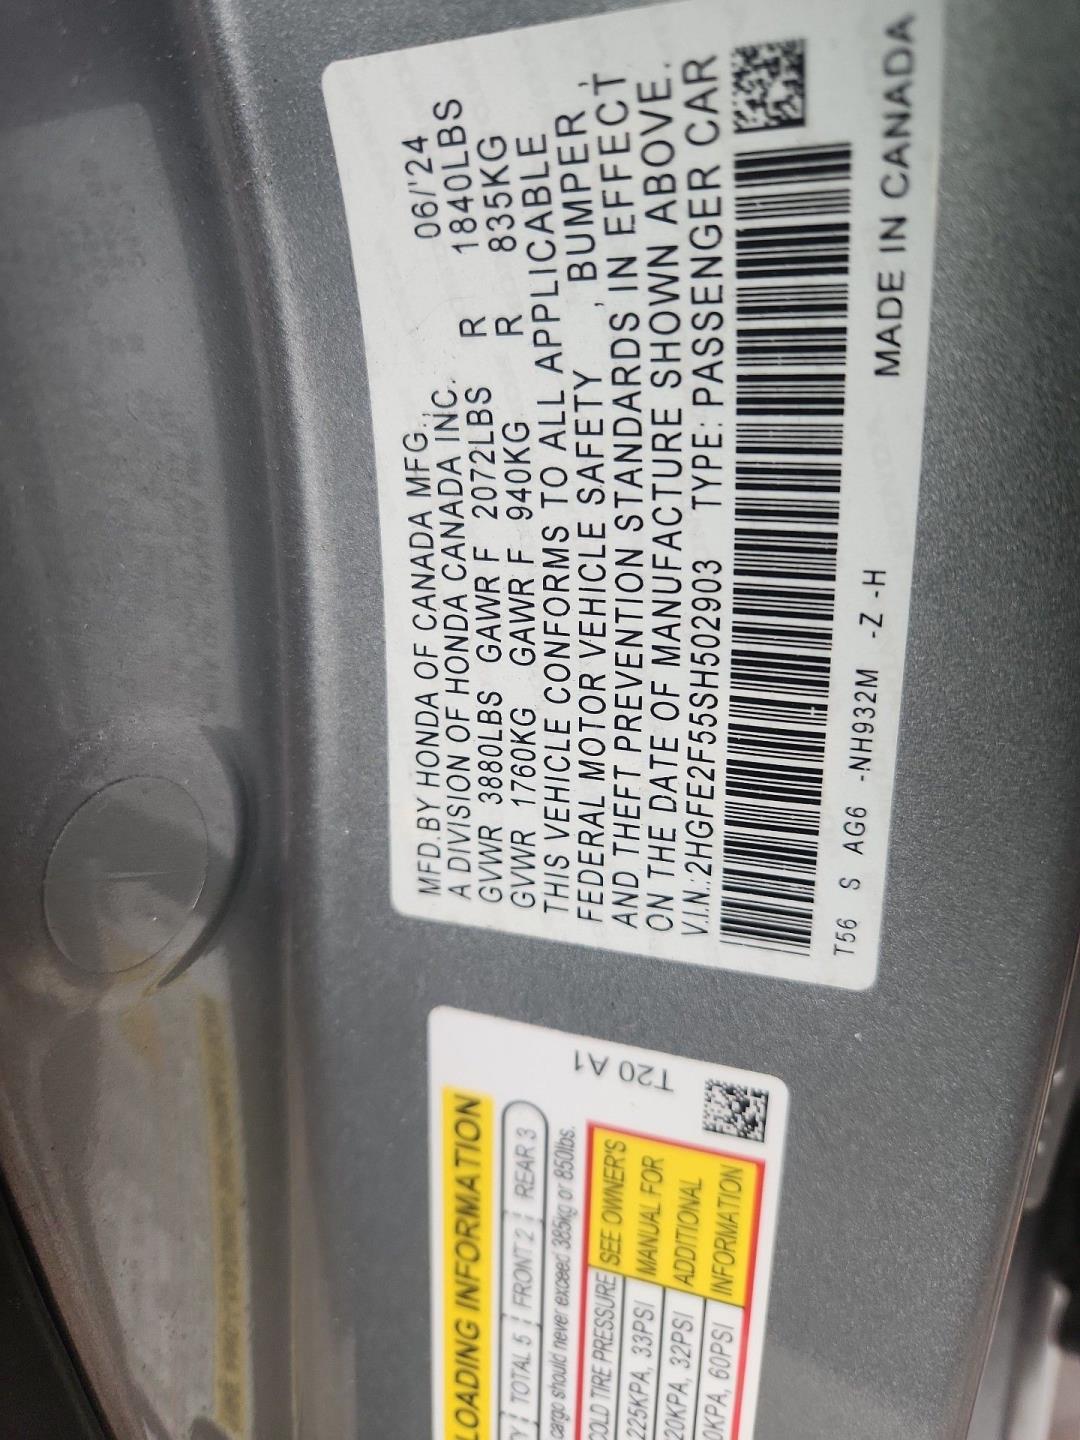 MFD.BY HONDA OF CANADA MFG., 06/'24
A DIVISION OF HONDA CANADA INC.
GVWR 3880LBS GAWR F 2072LBS R 1840LBS
GVWR 1760KG GAWR F 940KG R 835KG
THIS VEHICLE CONFORMS TO ALL APPLICABLE
FEDERAL MOTOR VEHICLE SAFETY , BUMPER ,
AND THEFT PREVENTION STANDARDS IN EFFECT
ON THE DATE OF MANUFACTURE SHOWN ABOVE.
V.I.N.:2HGFE2F55SH502903 TYPE:PASSENGER CAR
T56 S AG6 -NH932M -Z -H MADE IN CANADA
T20 A1
LOADING INFORMATION
TOTAL 5 FRONT 2 REAR 3
cargo should never exceed 385kg or 850lbs.
COLD TIRE PRESSURE
225KPA, 33PSI
20KPA, 32PSI
0KPA, 60PSI
SEE OWNER'S
MANUAL FOR
ADDITIONAL
INFORMATION